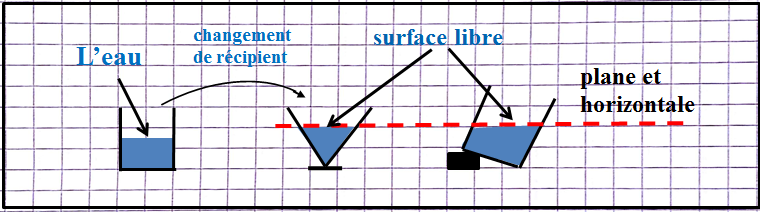 L'eau
changement
de récipient
surface libre
plane et
horizontale